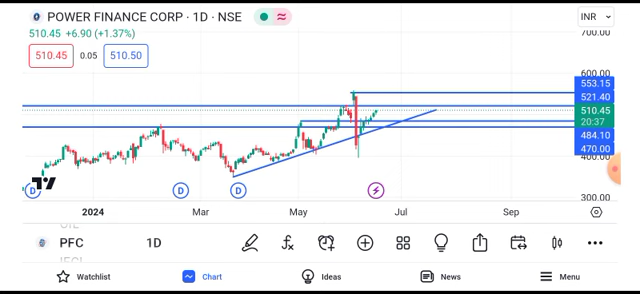 POWER FINANCE CORP · 1D · NSE
INR
510.45 +6.90 (+1.37%)
510.45 0.05 510.50
700.00
600.00
553.15
521.40
510.45
20:37
484.10
470.00
400.00
300.00
D D D
2024 Mar May Jul Sep
PFC 1D
Watchlist Chart Ideas News Menu